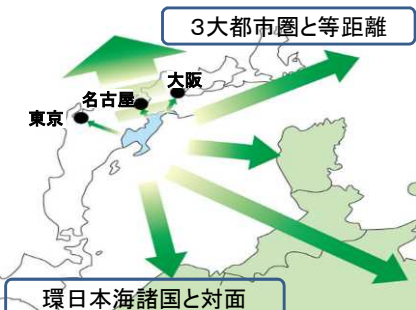 ３大都市圏と等距離
大阪
名古屋
東京
環日本海諸国と対面